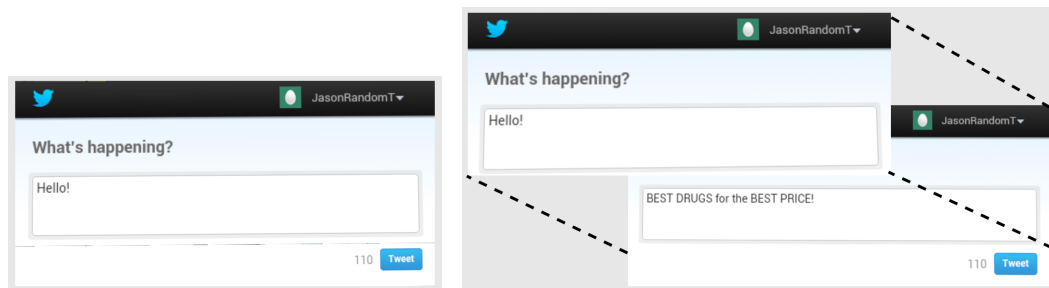 JasonRandomT
What's happening?
Hello!
110 Tweet
JasonRandomT
What's happening?
Hello!
JasonRandomT
BEST DRUGS for the BEST PRICE!
110 Tweet